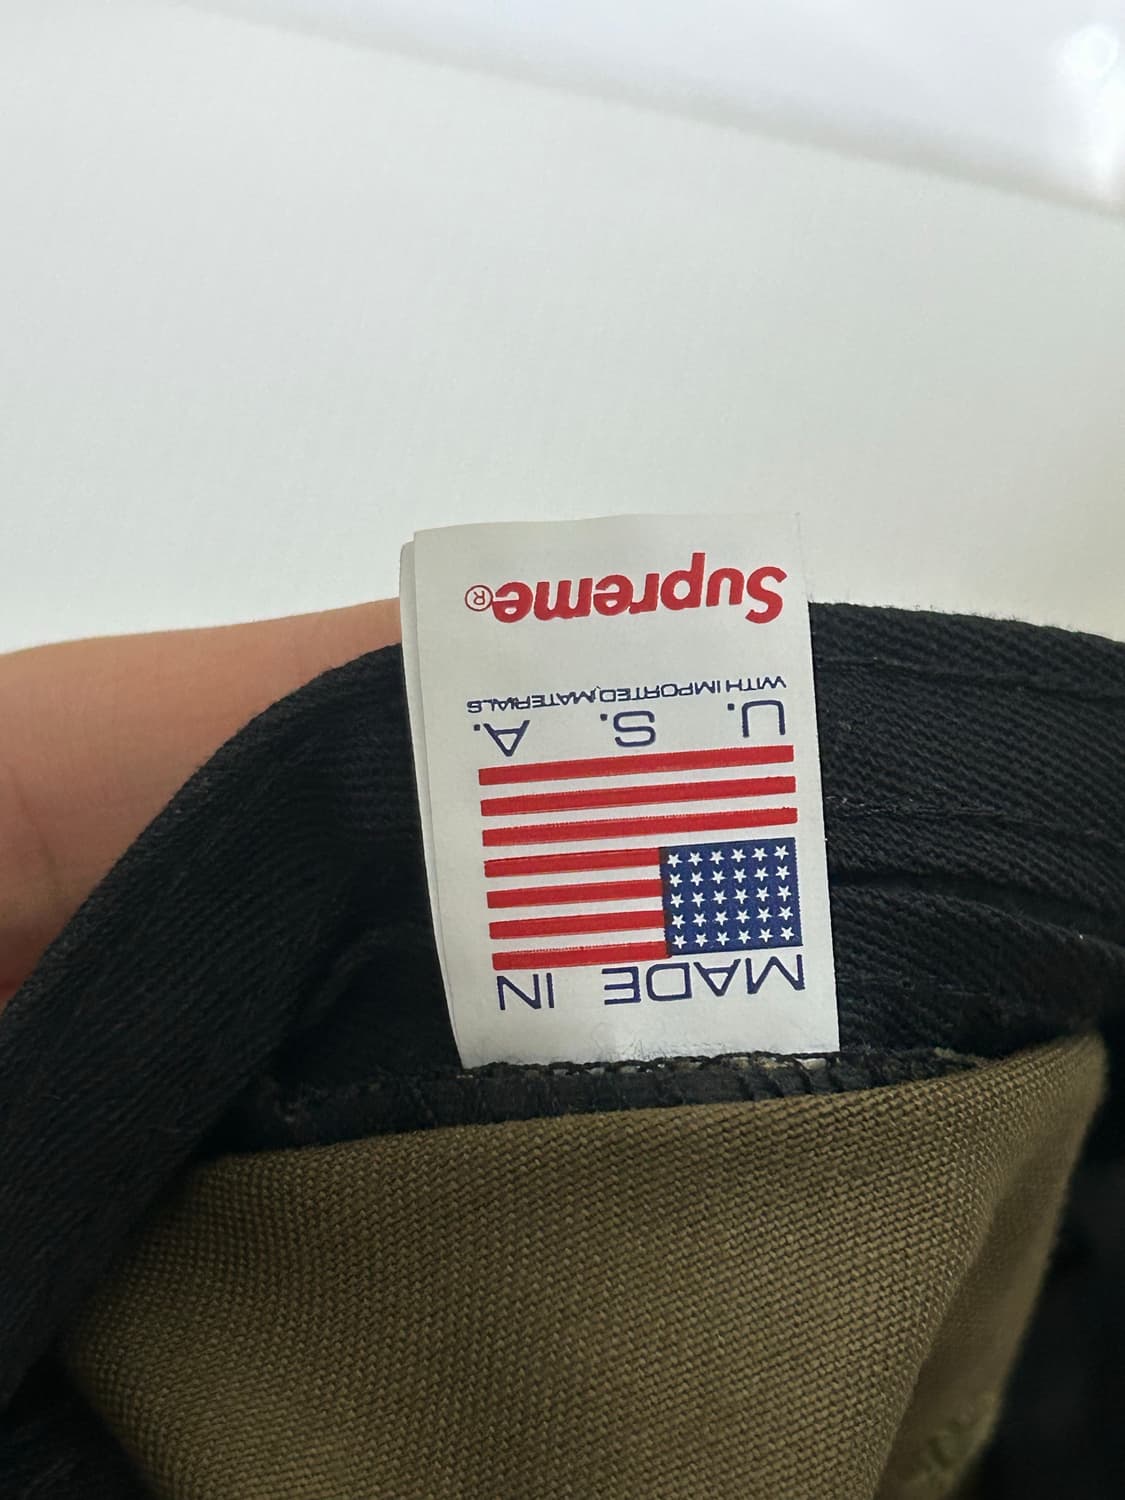 MADE IN
U. S. A.
WITH IMPORTED MATERIALS
Supreme®